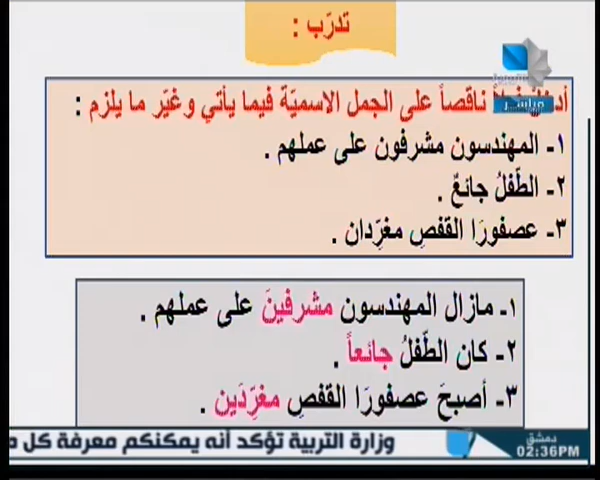 تدرّب :
ناقصاً على الجمل الاسميّة فيما يأتي وغيّر ما يلزم :
مباشر
١- المهندسون مشرفون على عملهم .
٢- الطّفلُ جائعٌ .
٣- عصفورَا القفصِ مغرِّدان .
١- مازال المهندسون مشرفينَ على عملهم .
٢- كان الطّفلُ جائعاً .
٣- أصبحَ عصفورَا القفصِ مغرِّدَين .
وزارة التربية تؤكد أنه يمكنكم معرفة كل
دمشق
02:36PM